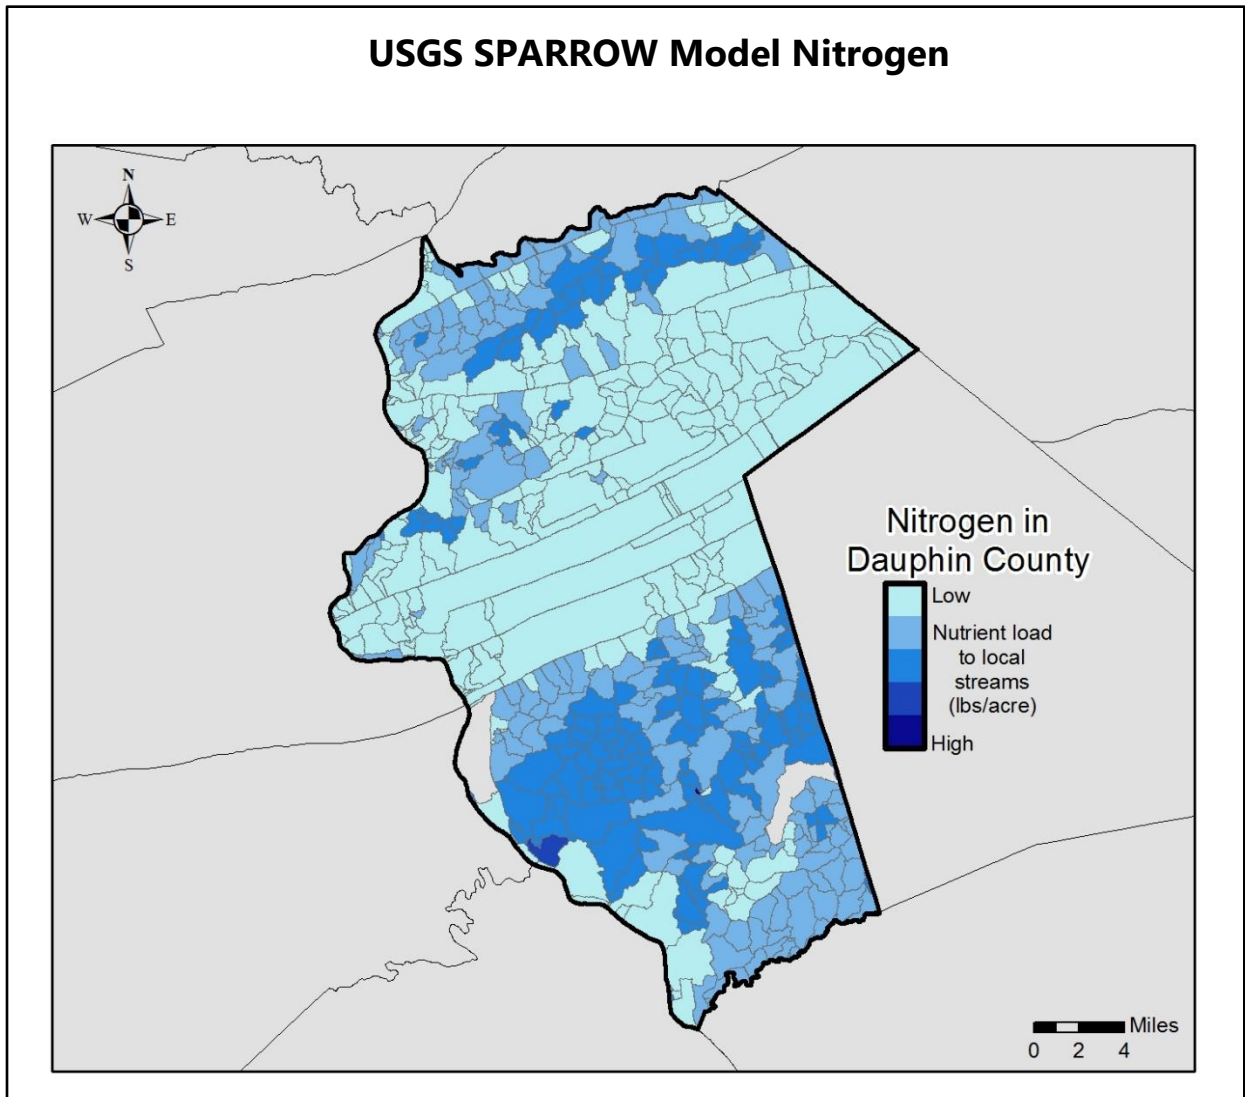 USGS SPARROW Model Nitrogen
N
W
E
S
Nitrogen in
Dauphin County
Low
Nutrient load
to local
streams
(lbs/acre)
High
Miles
0 2 4